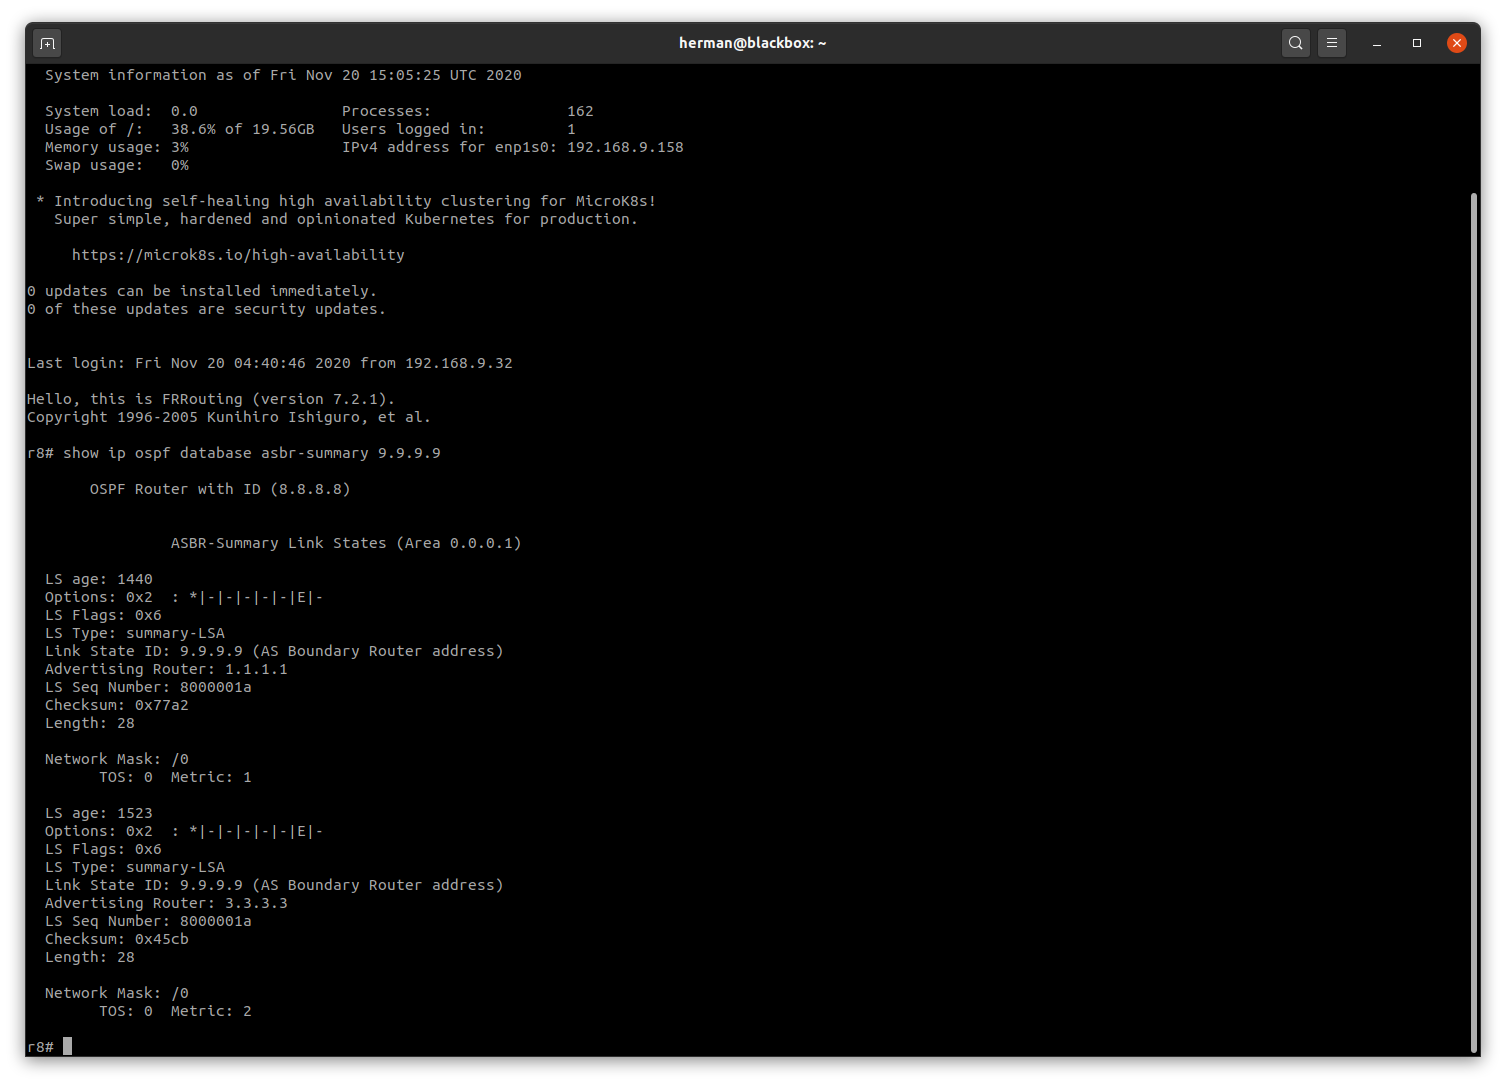 herman@blackbox: ~
System information as of Fri Nov 20 15:05:25 UTC 2020
System load:  0.0                Processes:               162
Usage of /:   38.6% of 19.56GB   Users logged in:         1
Memory usage: 3%                 IPv4 address for enp1s0: 192.168.9.158
Swap usage:   0%
* Introducing self-healing high availability clustering for MicroK8s!
Super simple, hardened and opinionated Kubernetes for production.
https://microk8s.io/high-availability
0 updates can be installed immediately.
0 of these updates are security updates.
Last login: Fri Nov 20 04:40:46 2020 from 192.168.9.32
Hello, this is FRRouting (version 7.2.1).
Copyright 1996-2005 Kunihiro Ishiguro, et al.
r8# show ip ospf database asbr-summary 9.9.9.9
OSPF Router with ID (8.8.8.8)
ASBR-Summary Link States (Area 0.0.0.1)
LS age: 1440
Options: 0x2  : *|-|-|-|-|-|E|-
LS Flags: 0x6
LS Type: summary-LSA
Link State ID: 9.9.9.9 (AS Boundary Router address)
Advertising Router: 1.1.1.1
LS Seq Number: 8000001a
Checksum: 0x77a2
Length: 28
Network Mask: /0
TOS: 0  Metric: 1
LS age: 1523
Options: 0x2  : *|-|-|-|-|-|E|-
LS Flags: 0x6
LS Type: summary-LSA
Link State ID: 9.9.9.9 (AS Boundary Router address)
Advertising Router: 3.3.3.3
LS Seq Number: 8000001a
Checksum: 0x45cb
Length: 28
Network Mask: /0
TOS: 0  Metric: 2
r8#